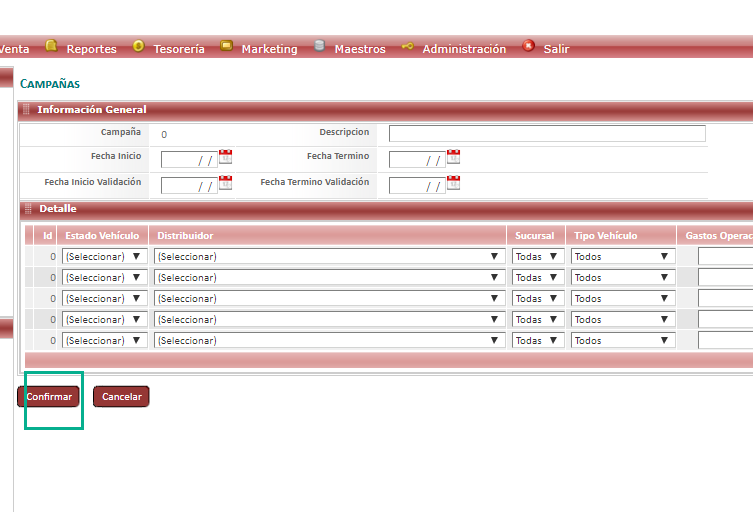 Venta Reportes Tesorería Marketing Maestros Administración Salir
CAMPAÑAS
Información General
Campaña 0 Descripcion
Fecha Inicio / / Fecha Termino / /
Fecha Inicio Validación / / Fecha Termino Validación / /
Detalle
Id Estado Vehículo Distribuidor Sucursal Tipo Vehículo Gastos Operac
0 (Seleccionar) (Seleccionar) Todas Todos
0 (Seleccionar) (Seleccionar) Todas Todos
0 (Seleccionar) (Seleccionar) Todas Todos
0 (Seleccionar) (Seleccionar) Todas Todos
0 (Seleccionar) (Seleccionar) Todas Todos
Confirmar Cancelar